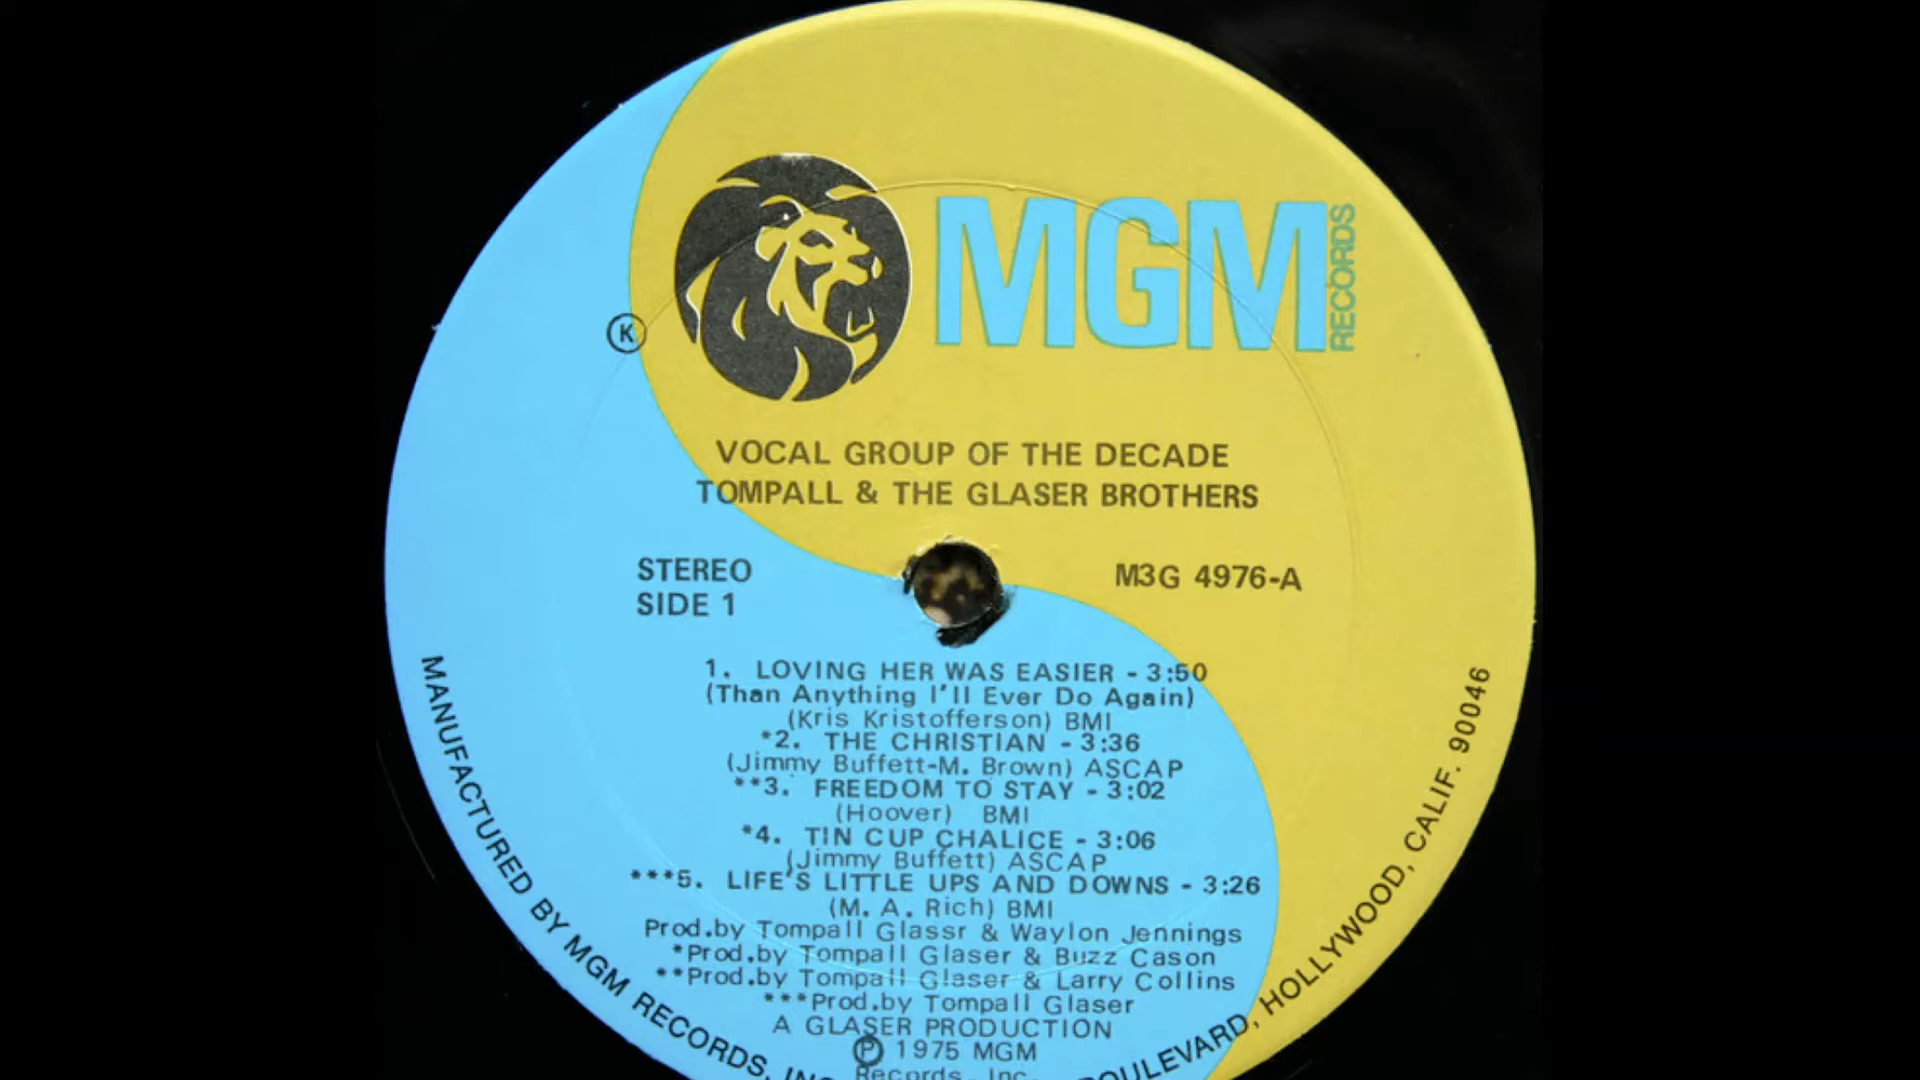 MGM RECORDS
K
VOCAL GROUP OF THE DECADE
TOMPALL & THE GLASER BROTHERS
STEREO
SIDE 1
M3G 4976-A
1. LOVING HER WAS EASIER - 3:50
(Than Anything I'll Ever Do Again)
(Kris Kristofferson) BMI
*2. THE CHRISTIAN - 3:36
(Jimmy Buffett-M. Brown) ASCAP
**3. FREEDOM TO STAY - 3:02
(Hoover) BMI
*4. TIN CUP CHALICE - 3:06
(Jimmy Buffett) ASCAP
***5. LIFE'S LITTLE UPS AND DOWNS - 3:26
(M. A. Rich) BMI
Prod.by Tompall Glassr & Waylon Jennings
*Prod.by Tompall Glaser & Buzz Cason
**Prod.by Tompall Glaser & Larry Collins
***Prod.by Tompall Glaser
A GLASER PRODUCTION
Ⓟ 1975 MGM
Records, Inc.
MANUFACTURED BY MGM RECORDS, INC
BOULEVARD, HOLLYWOOD, CALIF. 90046